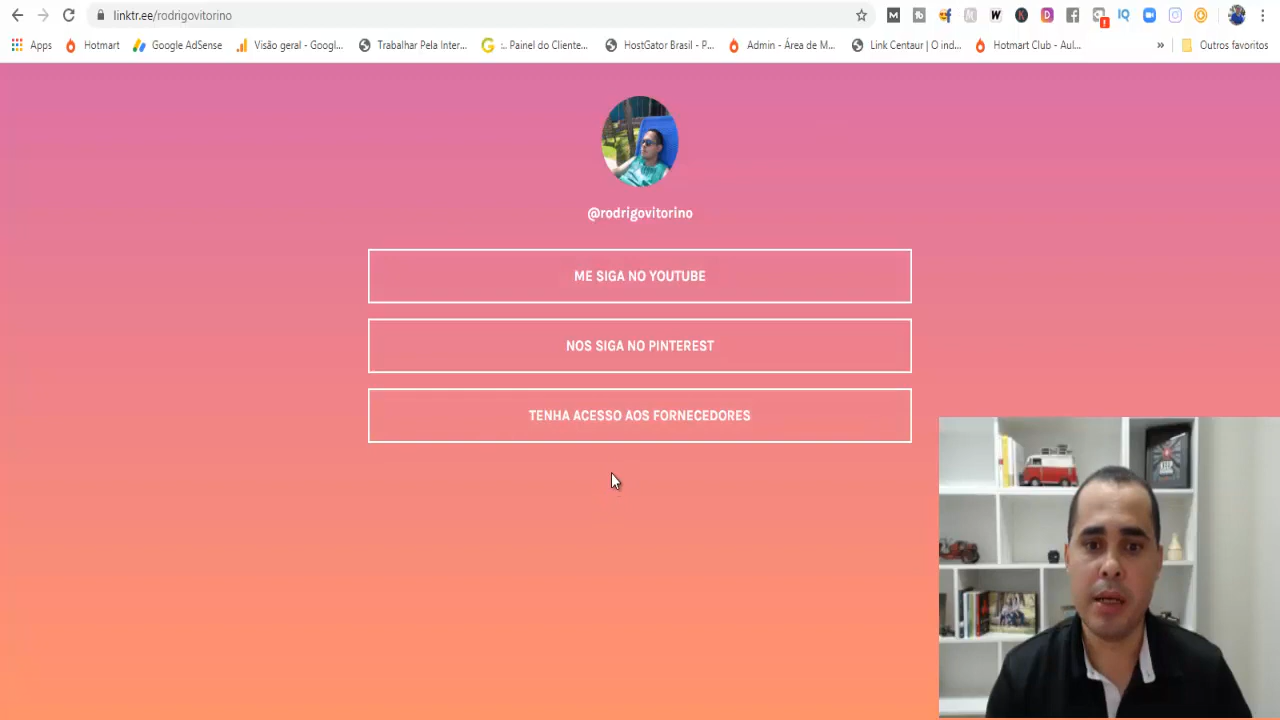 linktr.ee/rodrigovitorino
Apps Hotmart Google AdSense Visão geral - Googl... Trabalhar Pela Inter... :. Painel do Cliente... HostGator Brasil - P... Admin - Área de M... Link Centaur | O ind... Hotmart Club - Aul... » Outros favoritos
@rodrigovitorino
ME SIGA NO YOUTUBE
NOS SIGA NO PINTEREST
TENHA ACESSO AOS FORNECEDORES